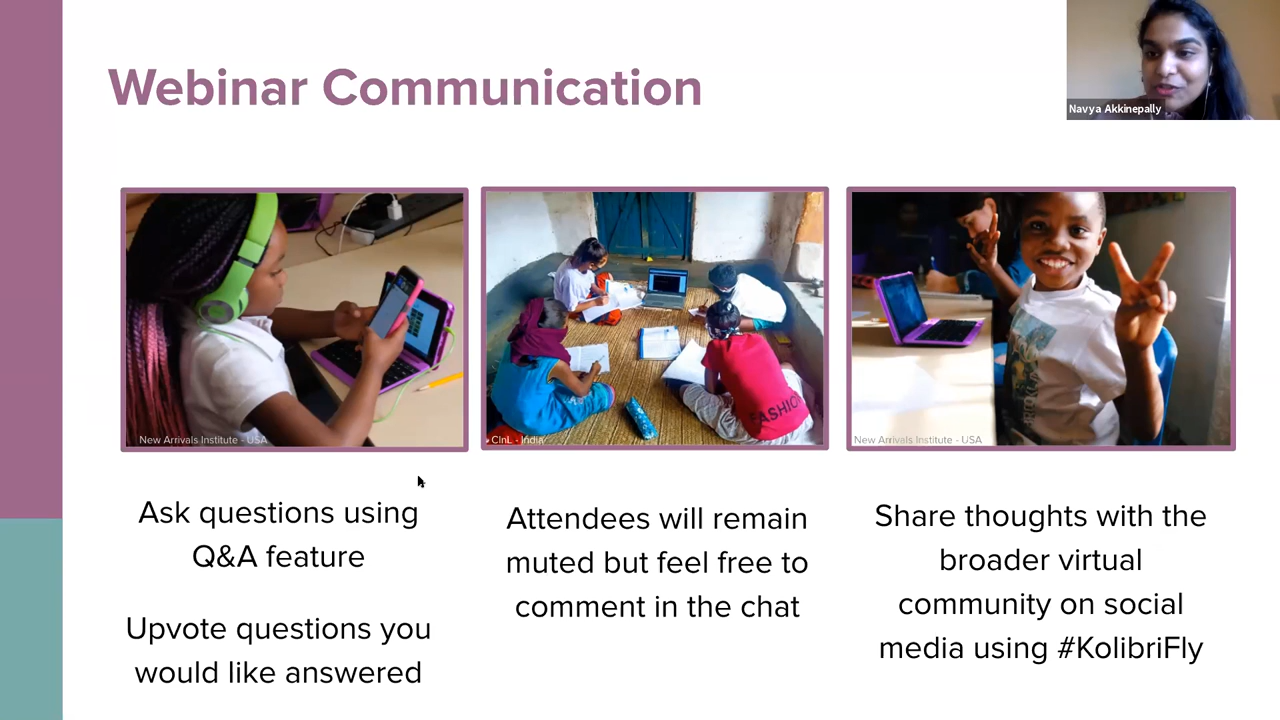 Webinar Communication
Navya Akkinepally
New Arrivals Institute - USA
CInL - India
FASHIO
New Arrivals Institute - USA
Ask questions using
Q&A feature
Upvote questions you
would like answered
Attendees will remain
muted but feel free to
comment in the chat
Share thoughts with the
broader virtual
community on social
media using #KolibriFly